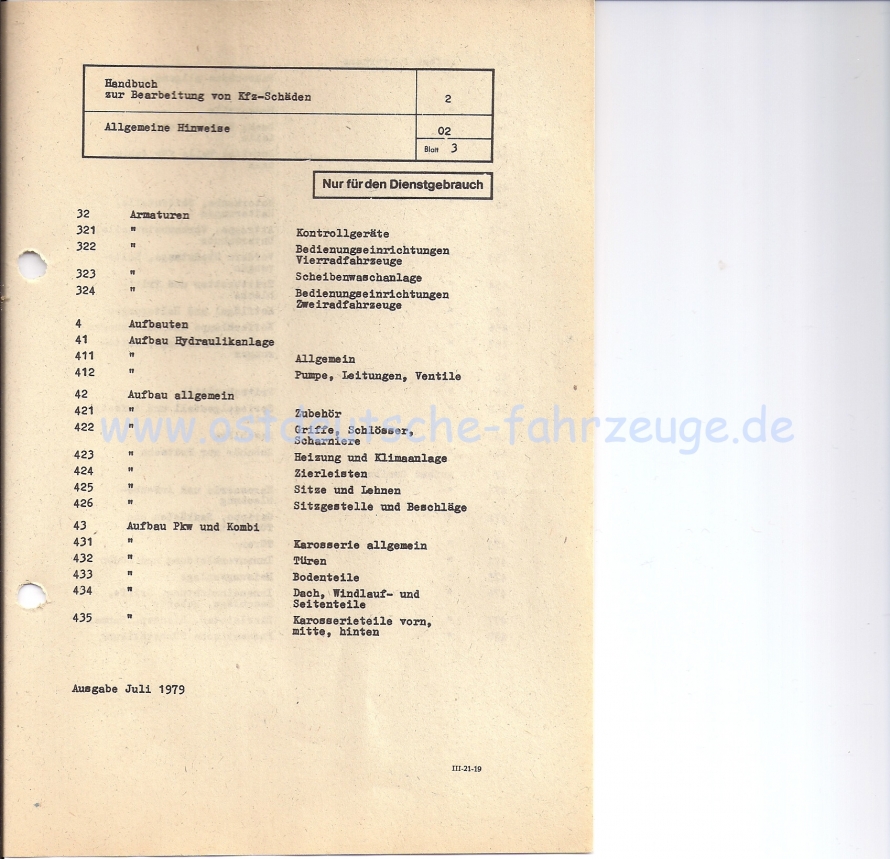 Handbuch
zur Bearbeitung von Kfz-Schäden
2
Allgemeine Hinweise
02
Blatt 3
Nur für den Dienstgebrauch
32 Armaturen
321 " Kontrollgeräte
322 " Bedienungseinrichtungen
Vierradfahrzeuge
323 " Scheibenwaschanlage
324 " Bedienungseinrichtungen
Zweiradfahrzeuge
4 Aufbauten
41 Aufbau Hydraulikanlage
411 " Allgemein
412 " Pumpe, Leitungen, Ventile
42 Aufbau allgemein
421 " Zubehör
422 " Griffe, Schlösser,
Scharniere
423 " Heizung und Klimaanlage
424 " Zierleisten
425 " Sitze und Lehnen
426 " Sitzgestelle und Beschläge
43 Aufbau Pkw und Kombi
431 " Karosserie allgemein
432 " Türen
433 " Bodenteile
434 " Dach, Windlauf- und
Seitenteile
435 " Karosserieteile vorn,
mitte, hinten
Ausgabe Juli 1979
III-21-19
www.ostdeutsche-fahrzeuge.de